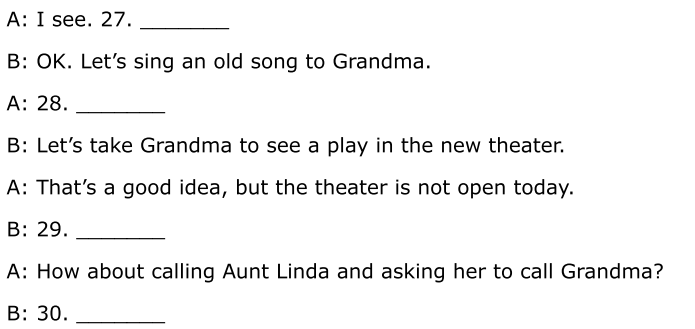 A: I see. 27. ________
B: OK. Let’s sing an old song to Grandma.
A: 28. ________
B: Let’s take Grandma to see a play in the new theater.
A: That’s a good idea, but the theater is not open today.
B: 29. ________
A: How about calling Aunt Linda and asking her to call Grandma?
B: 30. ________